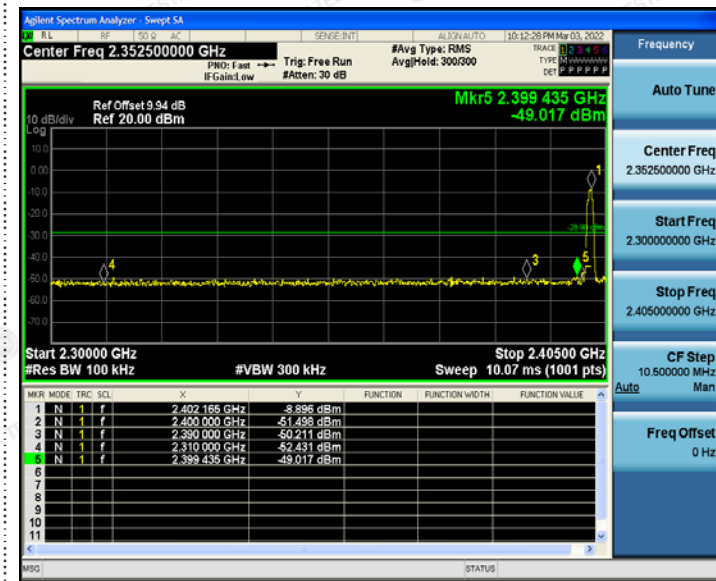 Agilent Spectrum Analyzer - Swept SA
RL RF 50 Ω AC SENSE:INT ALIGN AUTO 10:12:28 PM Mar 03, 2022
Center Freq 2.352500000 GHz
PNO: Fast
IFGain:Low
Trig: Free Run
#Atten: 30 dB
#Avg Type: RMS
Avg|Hold: 300/300
TRACE 1 2 3 4 5 6
TYPE M WWWWW
DET P P P P P P
Ref Offset 9.94 dB
10 dB/div Ref 20.00 dBm
Log
Mkr5 2.399 435 GHz
-49.017 dBm
10.0
0.00
-10.0
-20.0
-30.0
-40.0
-50.0
-60.0
-70.0
1
-28.90 dBm
4
3
5
Start 2.30000 GHz Stop 2.40500 GHz
#Res BW 100 kHz #VBW 300 kHz Sweep 10.07 ms (1001 pts)
MKR MODE TRC SCL X Y FUNCTION FUNCTION WIDTH FUNCTION VALUE
1 N 1 f 2.402 165 GHz -8.896 dBm
2 N 1 f 2.400 000 GHz -51.498 dBm
3 N 1 f 2.390 000 GHz -50.211 dBm
4 N 1 f 2.310 000 GHz -52.431 dBm
5 N 1 f 2.399 435 GHz -49.017 dBm
6
7
8
9
10
11
MSG STATUS
Frequency
Auto Tune
Center Freq
2.352500000 GHz
Start Freq
2.300000000 GHz
Stop Freq
2.405000000 GHz
CF Step
10.500000 MHz
Auto Man
Freq Offset
0 Hz